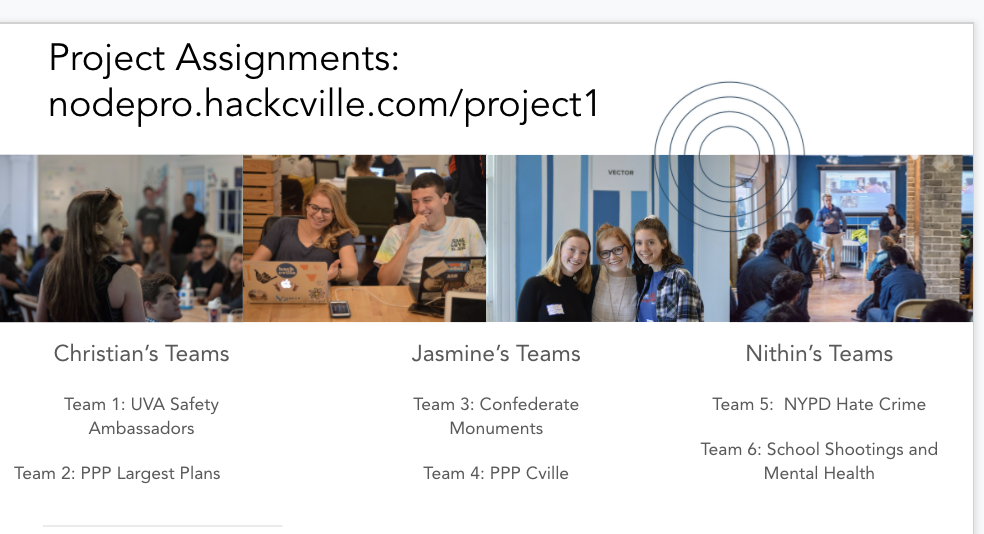 Project Assignments:
nodepro.hackcville.com/project1
VECTOR
Christian’s Teams
Team 1: UVA Safety
Ambassadors
Team 2: PPP Largest Plans
Jasmine’s Teams
Team 3: Confederate
Monuments
Team 4: PPP Cville
Nithin’s Teams
Team 5:  NYPD Hate Crime
Team 6: School Shootings and
Mental Health